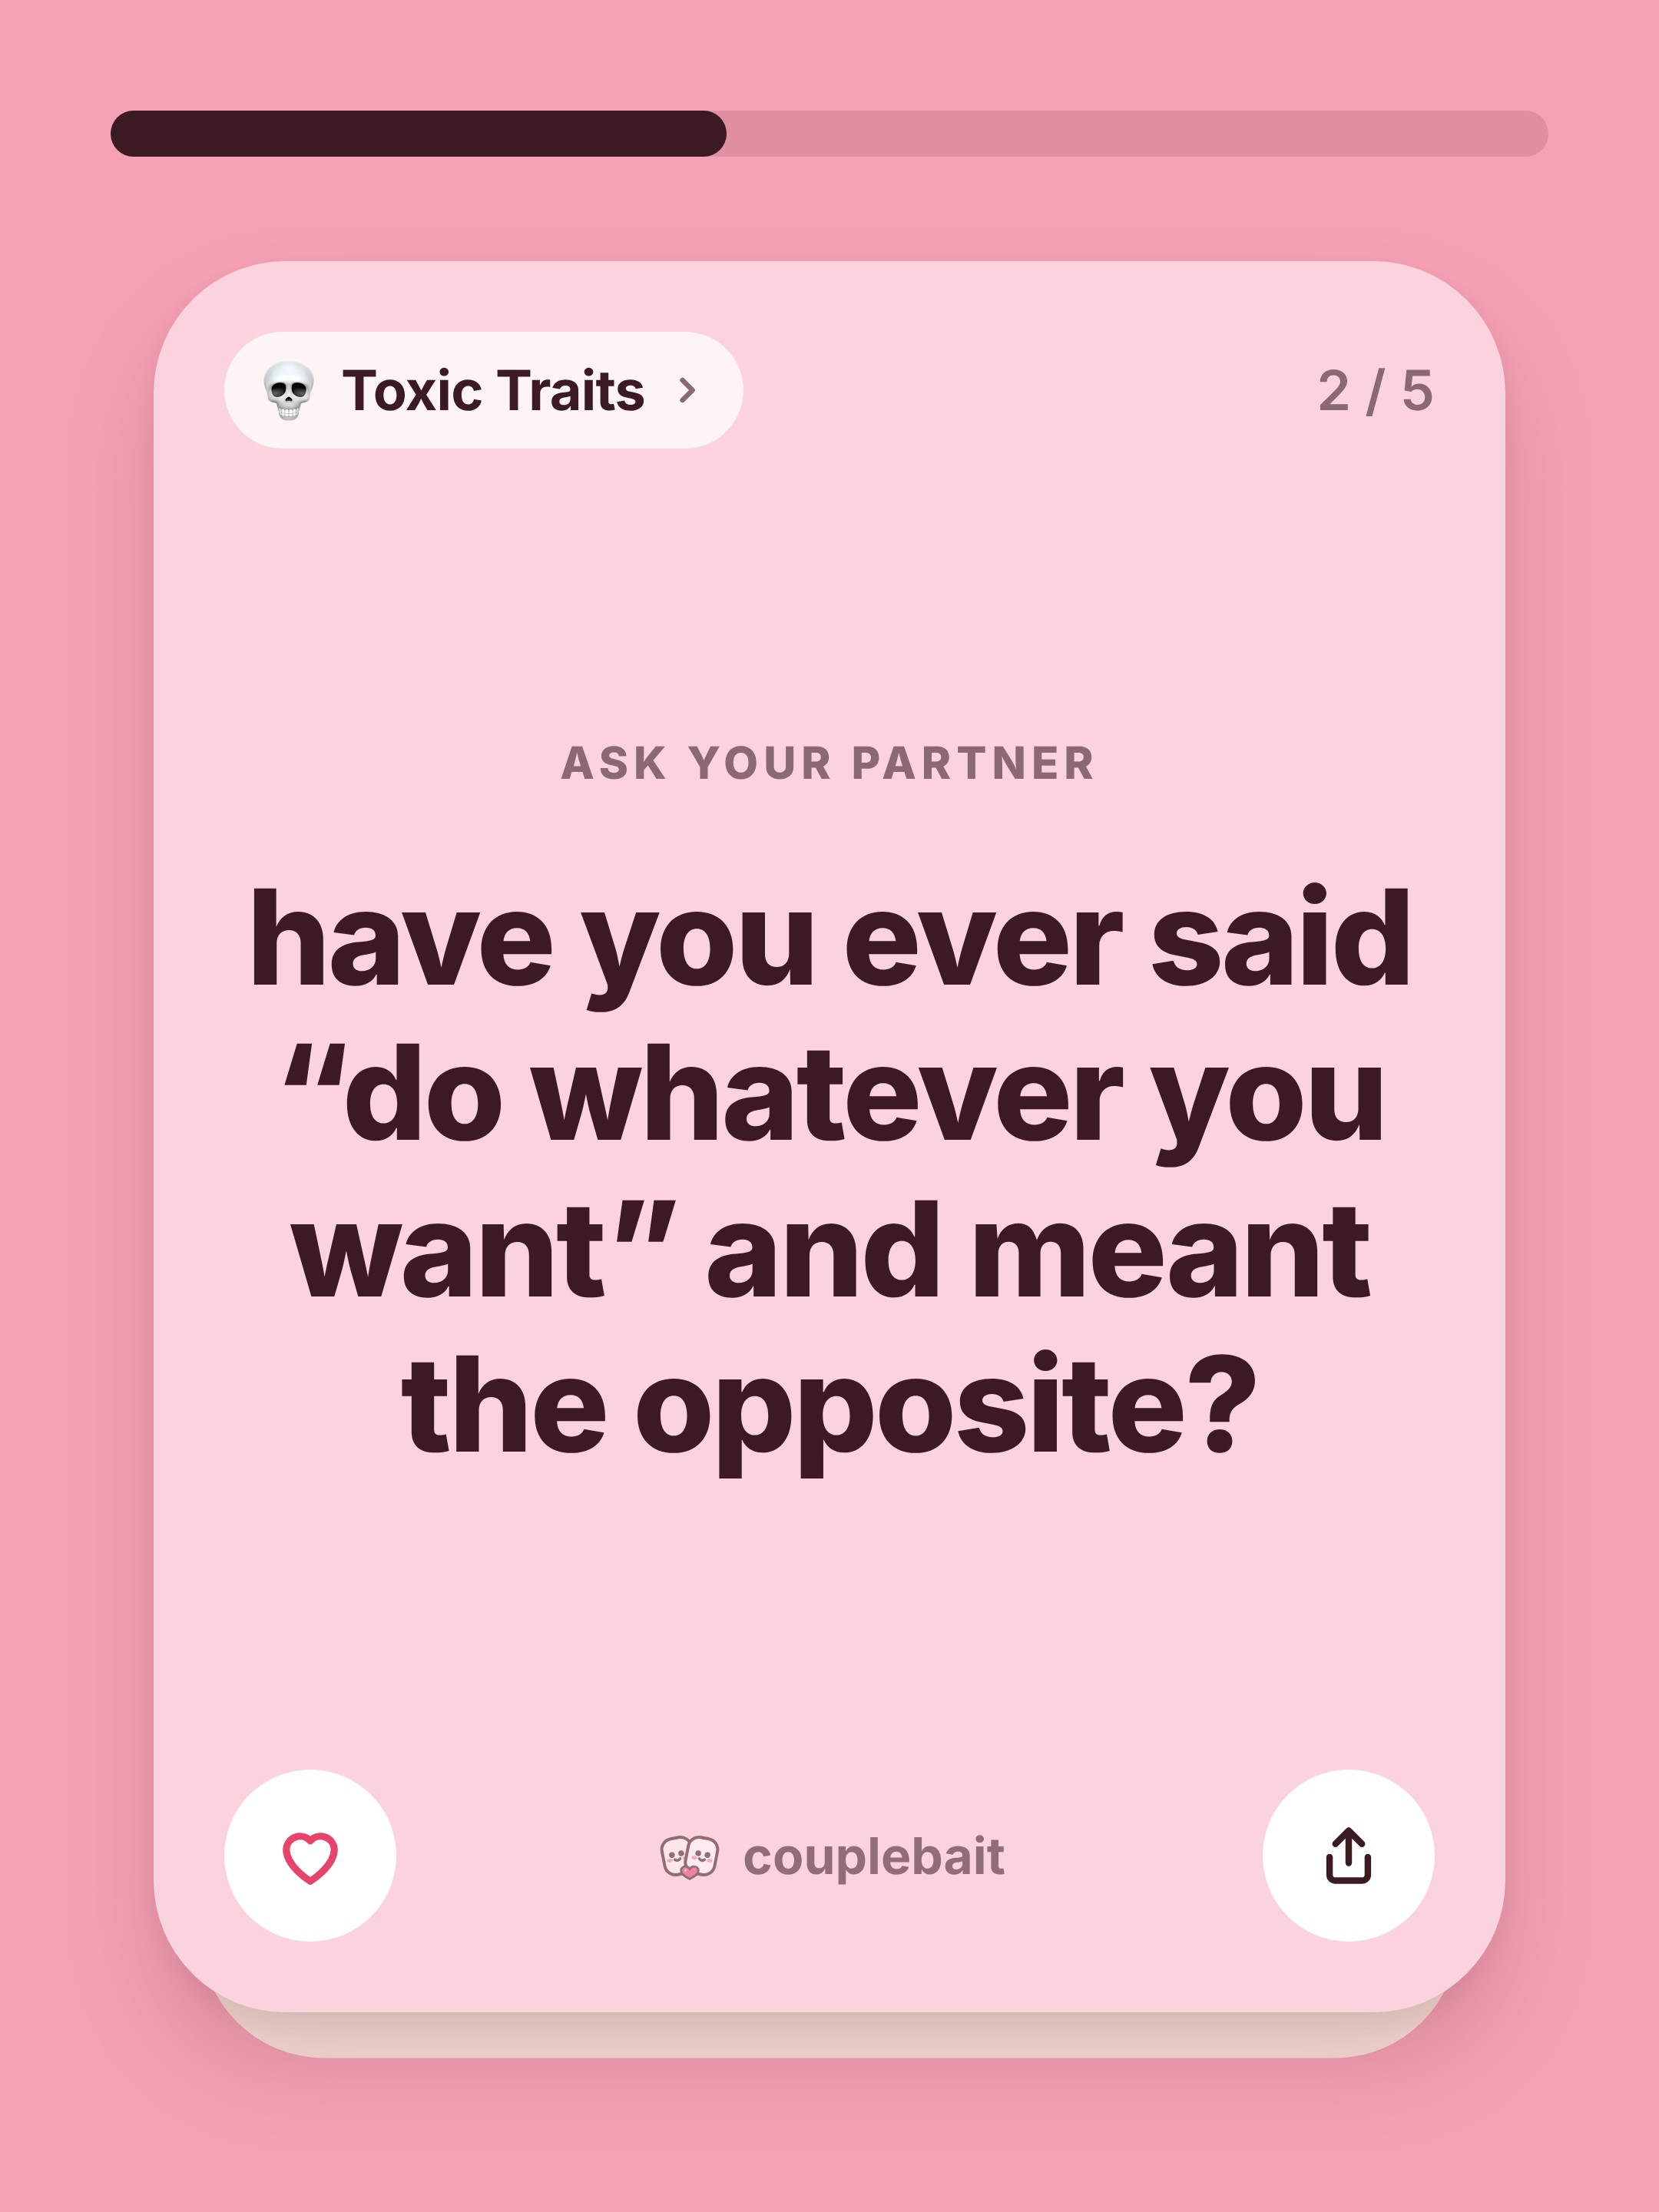 💀 Toxic Traits
2 / 5
ASK YOUR PARTNER
have you ever said
“do whatever you
want” and meant
the opposite?
couplebait